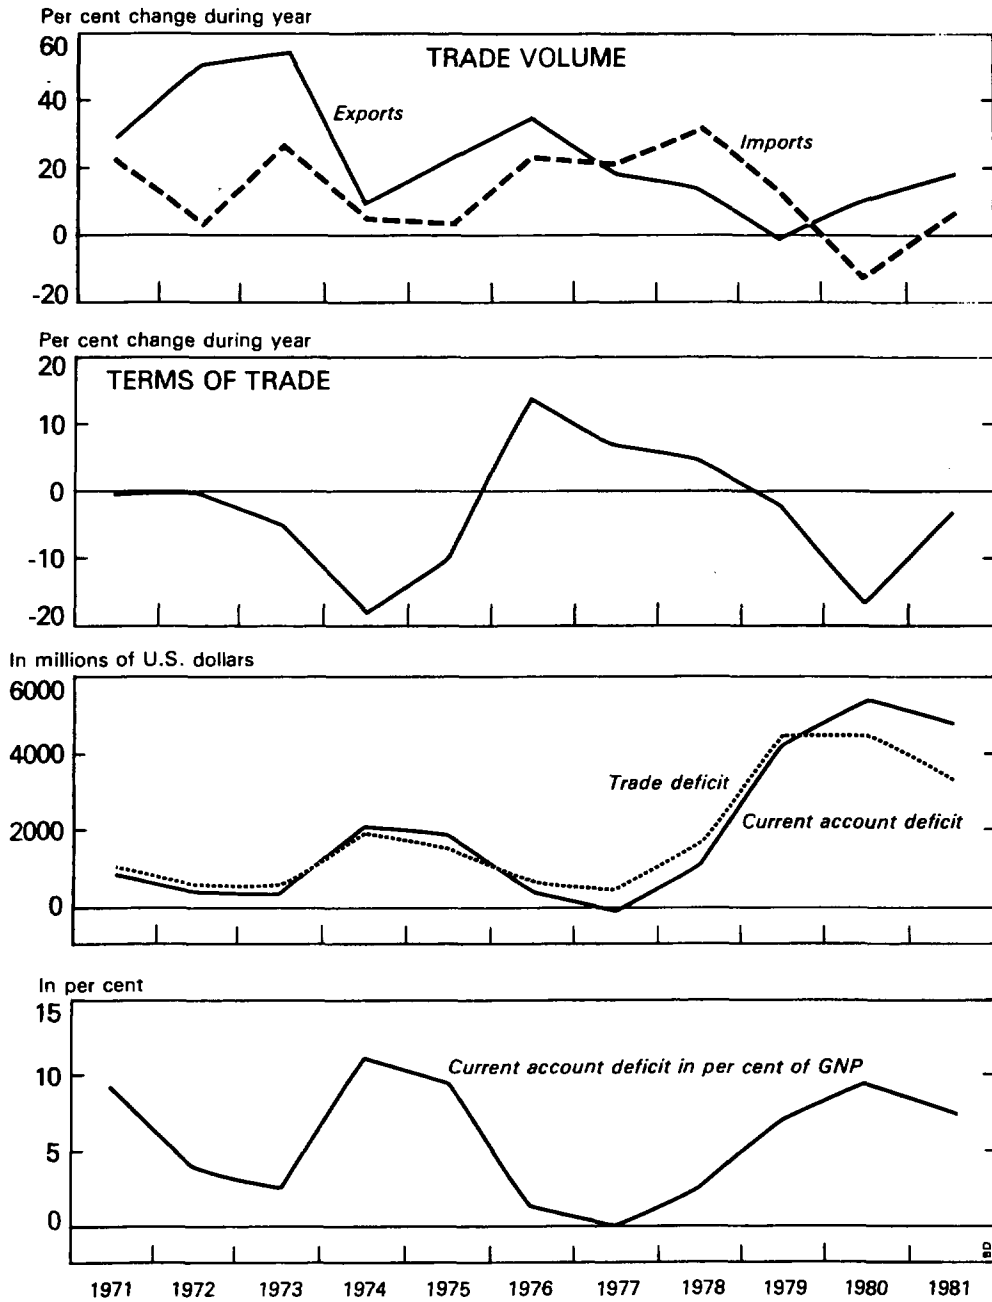 Per cent change during year
60
TRADE VOLUME
40
Exports
Imports
20
0
-20
Per cent change during year
20
TERMS OF TRADE
10
0
-10
-20
In millions of U.S. dollars
6000
4000
Trade deficit
2000
Current account deficit
0
In per cent
15
Current account deficit in per cent of GNP
10
5
0
1971 1972 1973 1974 1975 1976 1977 1978 1979 1980 1981